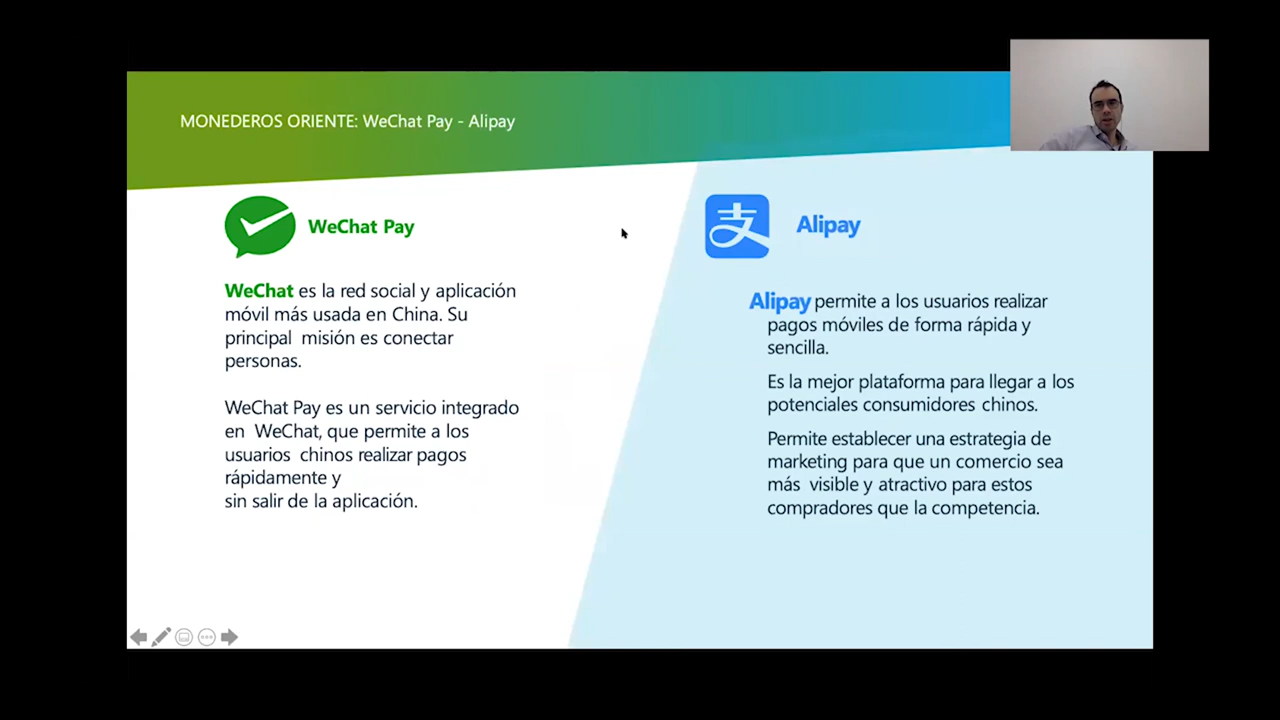 MONEDEROS ORIENTE: WeChat Pay - Alipay
WeChat Pay
WeChat es la red social y aplicación
móvil más usada en China. Su
principal misión es conectar
personas.
WeChat Pay es un servicio integrado
en WeChat, que permite a los
usuarios chinos realizar pagos
rápidamente y
sin salir de la aplicación.
支
Alipay
Alipay permite a los usuarios realizar
pagos móviles de forma rápida y
sencilla.
Es la mejor plataforma para llegar a los
potenciales consumidores chinos.
Permite establecer una estrategia de
marketing para que un comercio sea
más visible y atractivo para estos
compradores que la competencia.